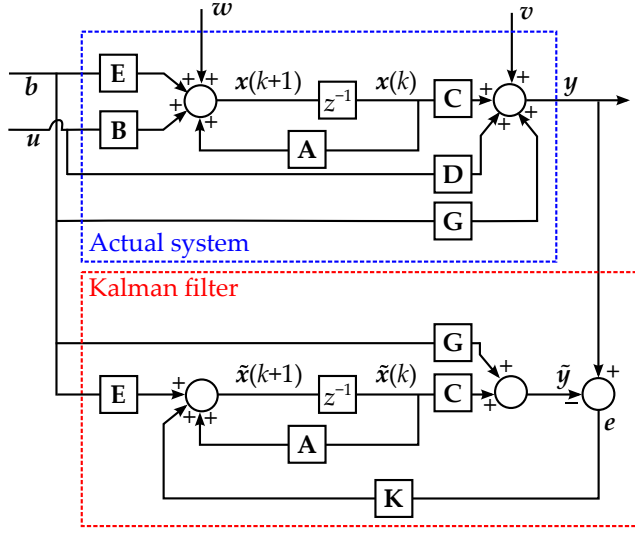 w
v
b
E
+ + +
x(k+1)
z⁻¹
x(k)
C
+ + + +
y
u
B
+ +
A
D
G
Actual system
Kalman filter
G
+
E
+
x̃(k+1)
z⁻¹
x̃(k)
C
+
ỹ
−
+
e
+ +
A
K